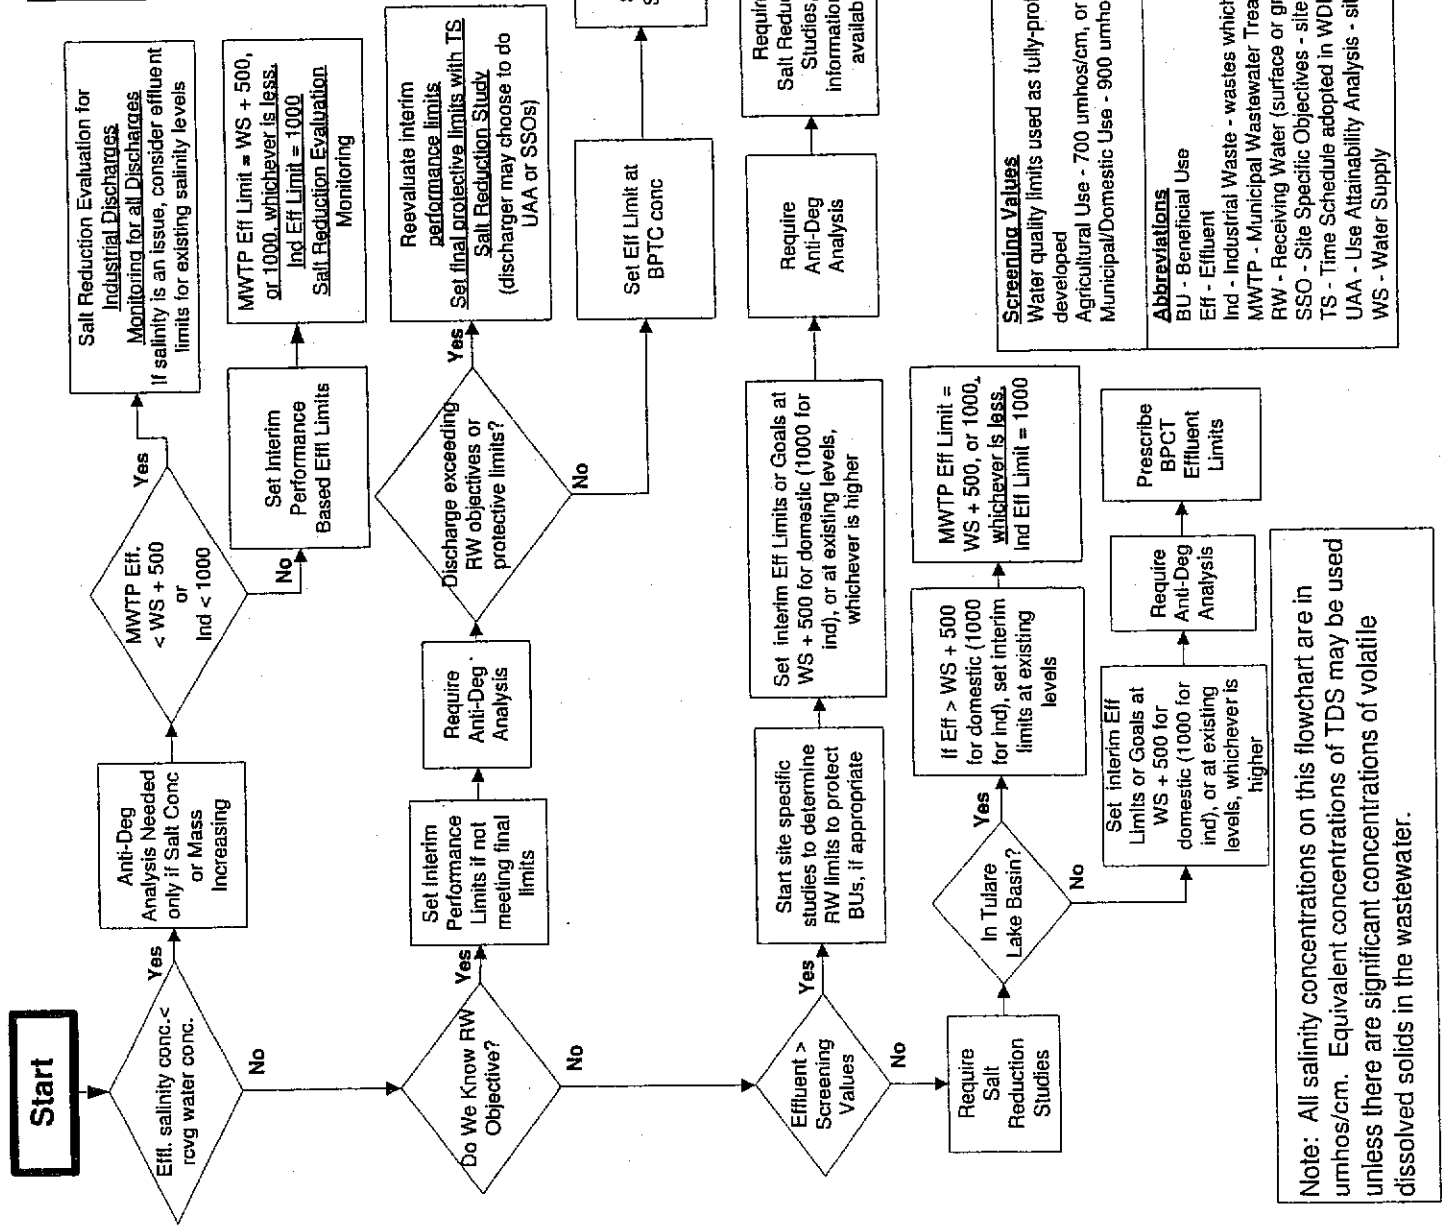 Start
Effl. salinity conc.<
rcvg water conc.
Yes
No
Anti-Deg
Analysis Needed
only if Salt Conc
or Mass
Increasing
MWTP Eff.
< WS + 500
or
Ind < 1000
Yes
No
Salt Reduction Evaluation for
Industrial Discharges
Monitoring for all Discharges
If salinity is an issue, consider effluent
limits for existing salinity levels
Set Interim
Performance
Based Effl Limits
MWTP Eff Limit = WS + 500,
or 1000, whichever is less.
Ind Eff Limit = 1000
Salt Reduction Evaluation
Monitoring
Do We Know RW
Objective?
Yes
No
Set Interim
Performance
Limits if not
meeting final
limits
Require
Anti-Deg
Analysis
Discharge exceeding
RW objectives or
protective limits?
Yes
No
Reevaluate interim
performance limits
Set final protective limits with TS
Salt Reduction Study
(discharger may choose to do
UAA or SSOs)
Set Eff Limit at
BPTC conc
Effluent >
Screening
Values
Yes
No
Start site specific
studies to determine
RW limits to protect
BUs, if appropriate
Set interim Eff Limits or Goals at
WS + 500 for domestic (1000 for
ind), or at existing levels,
whichever is higher
Require
Anti-Deg
Analysis
Requir
Salt Reduc
Studies,
information
availab
Require
Salt
Reduction
Studies
In Tulare
Lake Basin?
Yes
No
If Eff > WS + 500
for domestic (1000
for ind), set interim
limits at existing
levels
MWTP Eff Limit =
WS + 500, or 1000,
whichever is less.
Ind Eff Limit = 1000
Set interim Eff
Limits or Goals at
WS + 500 for
domestic (1000 for
ind), or at existing
levels, whichever is
higher
Require
Anti-Deg
Analysis
Prescribe
BPCT
Effluent
Limits
Screening Values
Water quality limits used as fully-prot
developed
Agricultural Use - 700 umhos/cm, or
Municipal/Domestic Use - 900 umho
Abbreviations
BU - Beneficial Use
Eff - Effluent
Ind - Industrial Waste - wastes which
MWTP - Municipal Wastewater Trea
RW - Receiving Water (surface or gr
SSO - Site Specific Objectives - site
TS - Time Schedule adopted in WDR
UAA - Use Attainability Analysis - sit
WS - Water Supply
Note: All salinity concentrations on this flowchart are in
umhos/cm. Equivalent concentrations of TDS may be used
unless there are significant concentrations of volatile
dissolved solids in the wastewater.